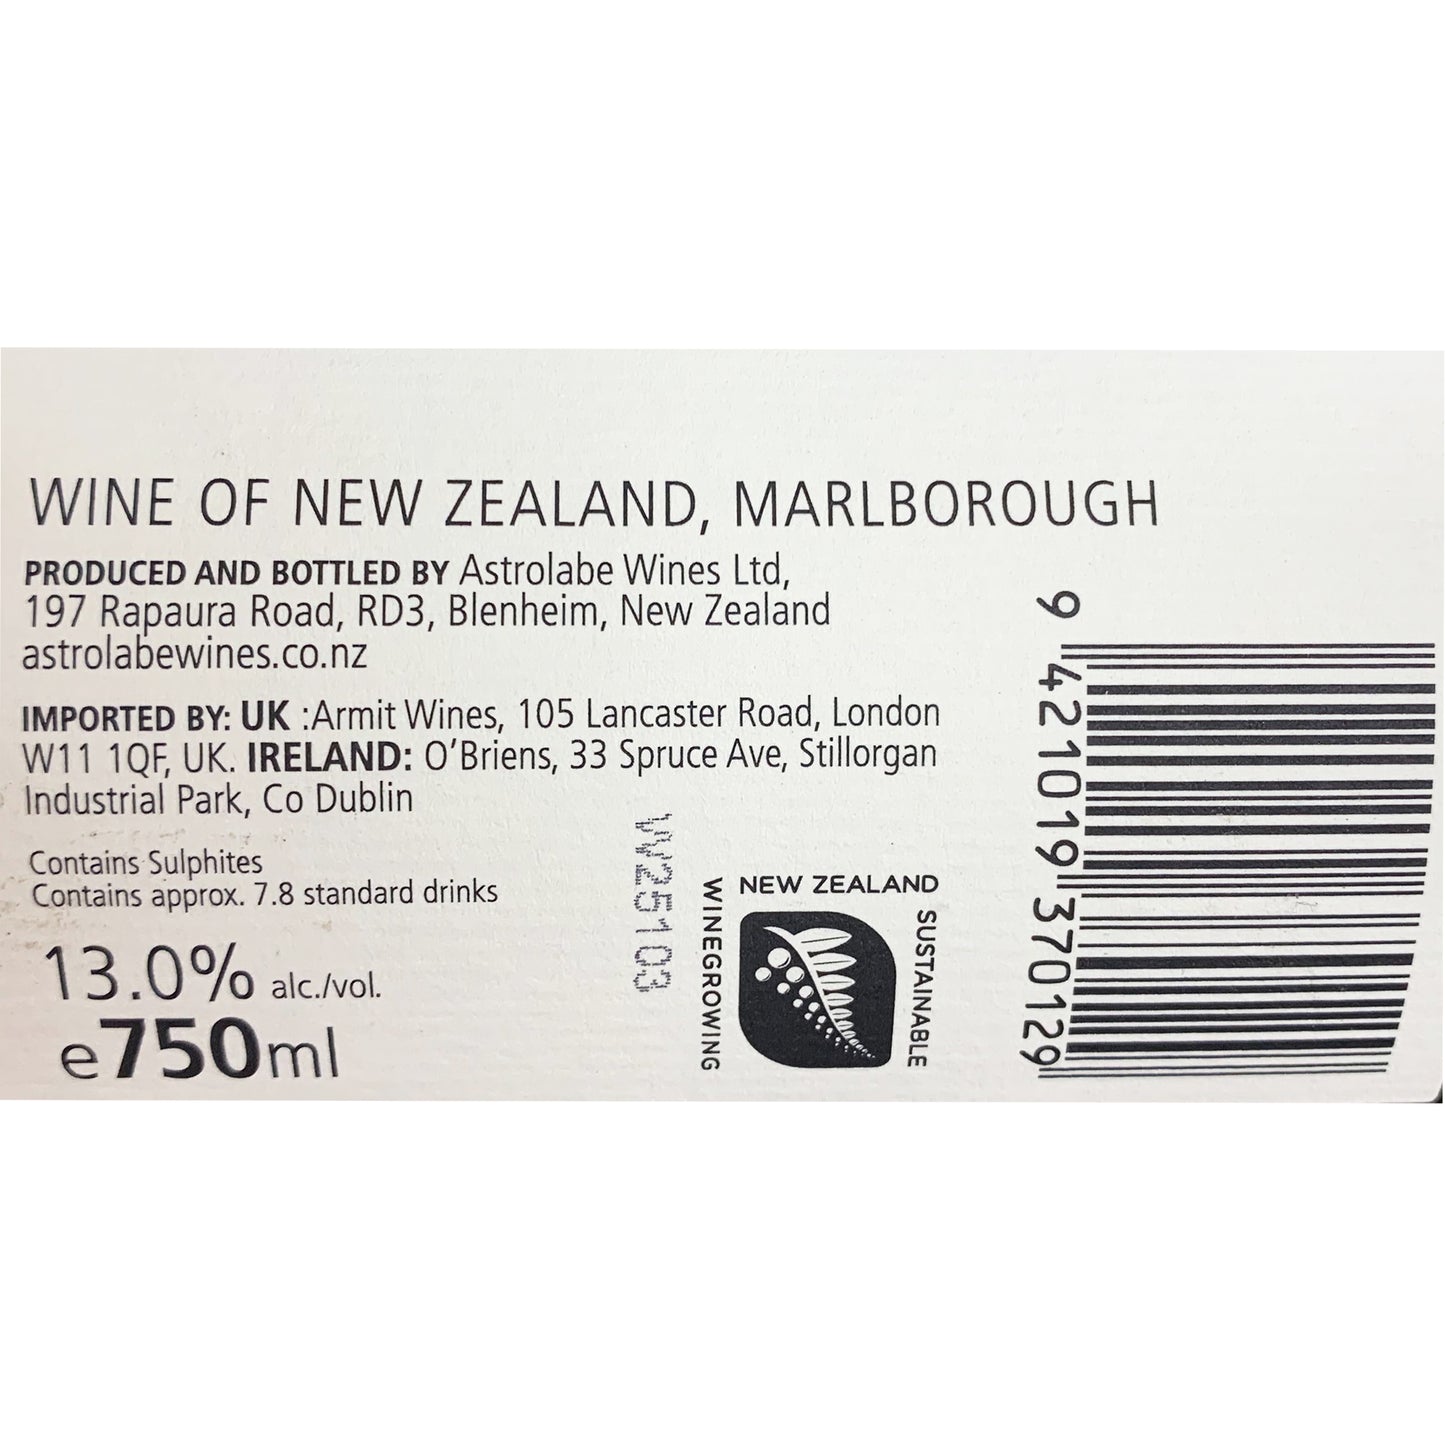 WINE OF NEW ZEALAND, MARLBOROUGH
PRODUCED AND BOTTLED BY Astrolabe Wines Ltd,
197 Rapaura Road, RD3, Blenheim, New Zealand
astrolabewines.co.nz
IMPORTED BY: UK :Armit Wines, 105 Lancaster Road, London
W11 1QF, UK. IRELAND: O'Briens, 33 Spruce Ave, Stillorgan
Industrial Park, Co Dublin
Contains Sulphites
Contains approx. 7.8 standard drinks
13.0% alc./vol.
e750ml
W25103
NEW ZEALAND
WINEGROWING
SUSTAINABLE
9 421019 370129